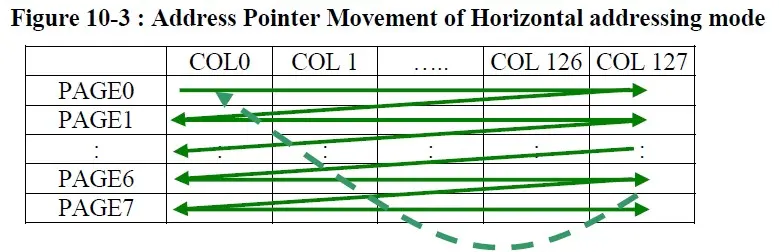 Figure 10-3 : Address Pointer Movement of Horizontal addressing mode
COL0 COL 1 ….. COL 126 COL 127
PAGE0
PAGE1
: : : : : :
PAGE6
PAGE7